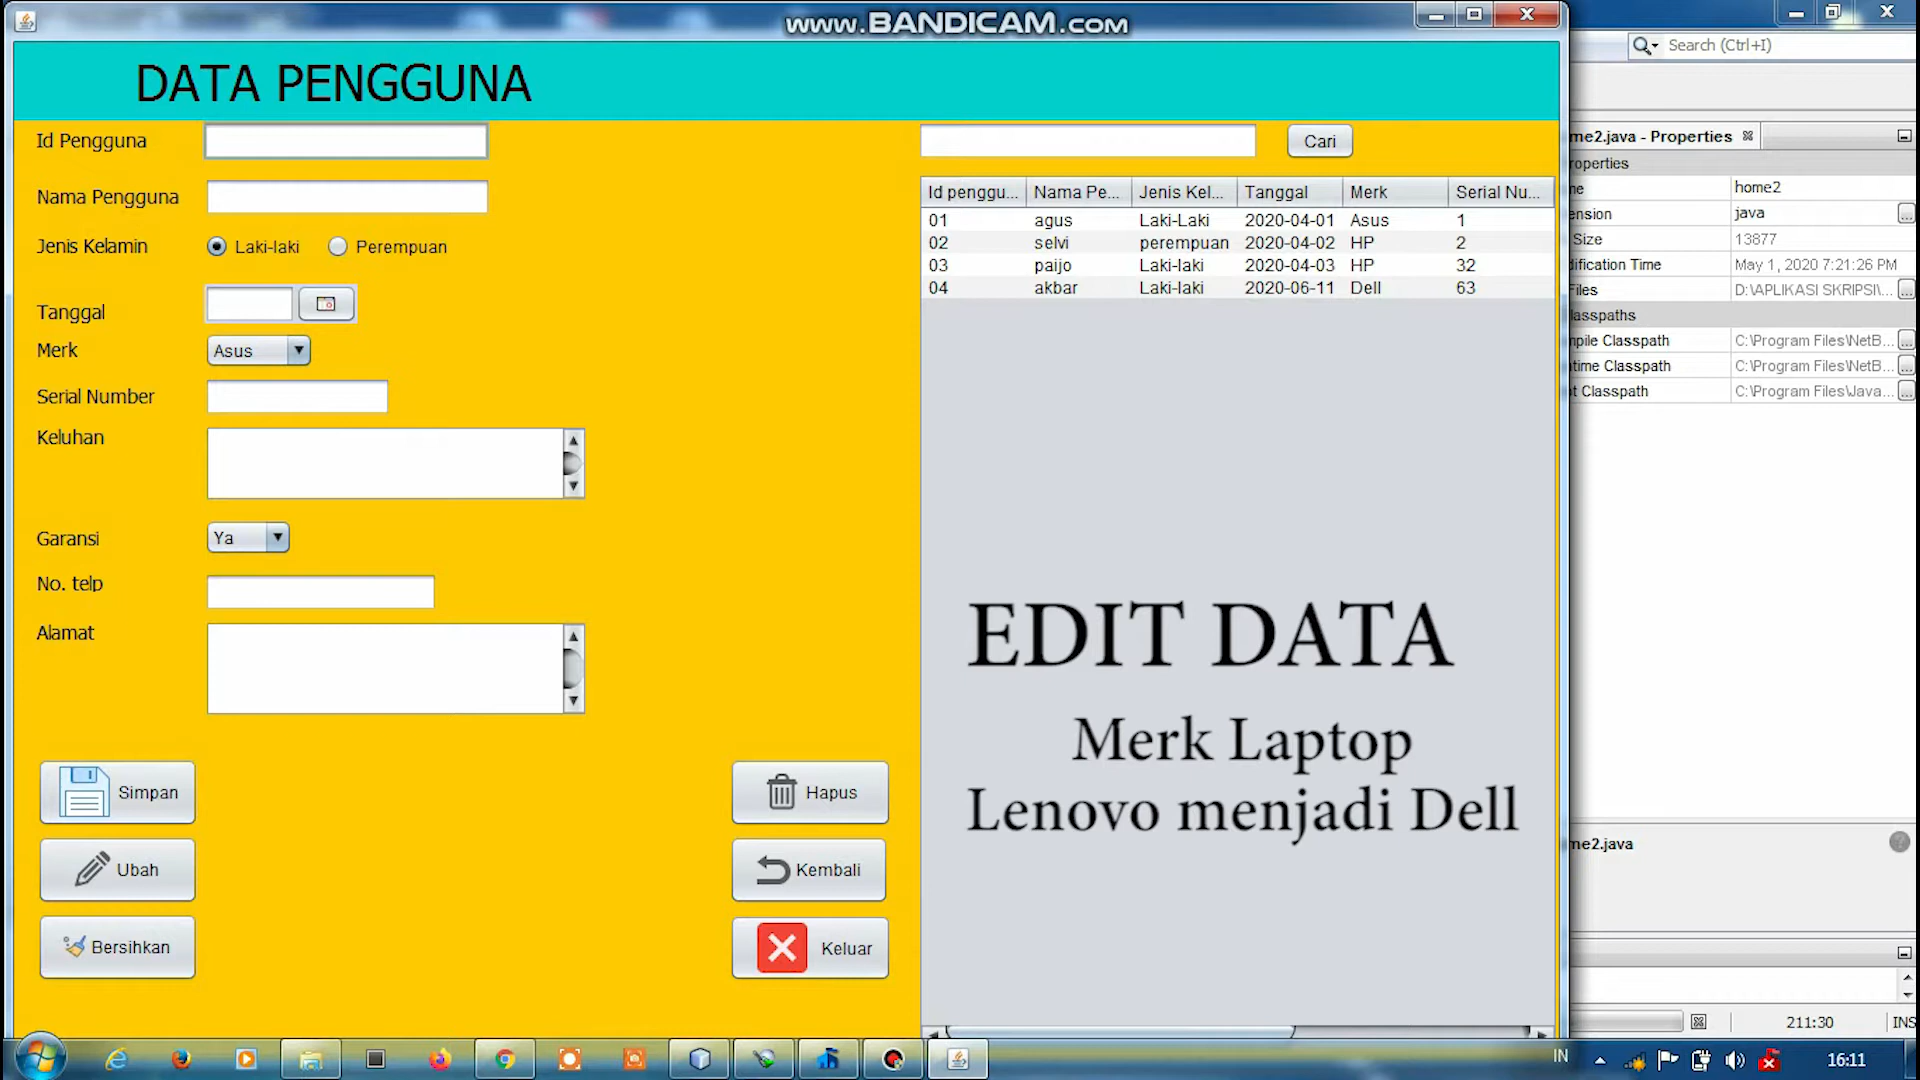 www.BANDICAM.com
DATA PENGGUNA
Id Pengguna
Nama Pengguna
Jenis Kelamin
Laki-laki
Perempuan
Tanggal
Merk
Asus
Serial Number
Keluhan
Garansi
Ya
No. telp
Alamat
Simpan
Ubah
Bersihkan
Hapus
Kembali
Keluar
Cari
Id penggu... Nama Pe... Jenis Kel... Tanggal Merk Serial Nu...
01 agus Laki-Laki 2020-04-01 Asus 1
02 selvi perempuan 2020-04-02 HP 2
03 paijo Laki-laki 2020-04-03 HP 32
04 akbar Laki-laki 2020-06-11 Dell 63
EDIT DATA
Merk Laptop
Lenovo menjadi Dell
Search (Ctrl+I)
me2.java - Properties
roperties
me home2
ension java
Size 13877
dification Time May 1, 2020 7:21:26 PM
Files D:\APLIKASI SKRIPSI\...
lasspaths
mpile Classpath C:\Program Files\NetB...
ntime Classpath C:\Program Files\NetB...
ot Classpath C:\Program Files\Java...
me2.java
211:30 INS
IN
16:11